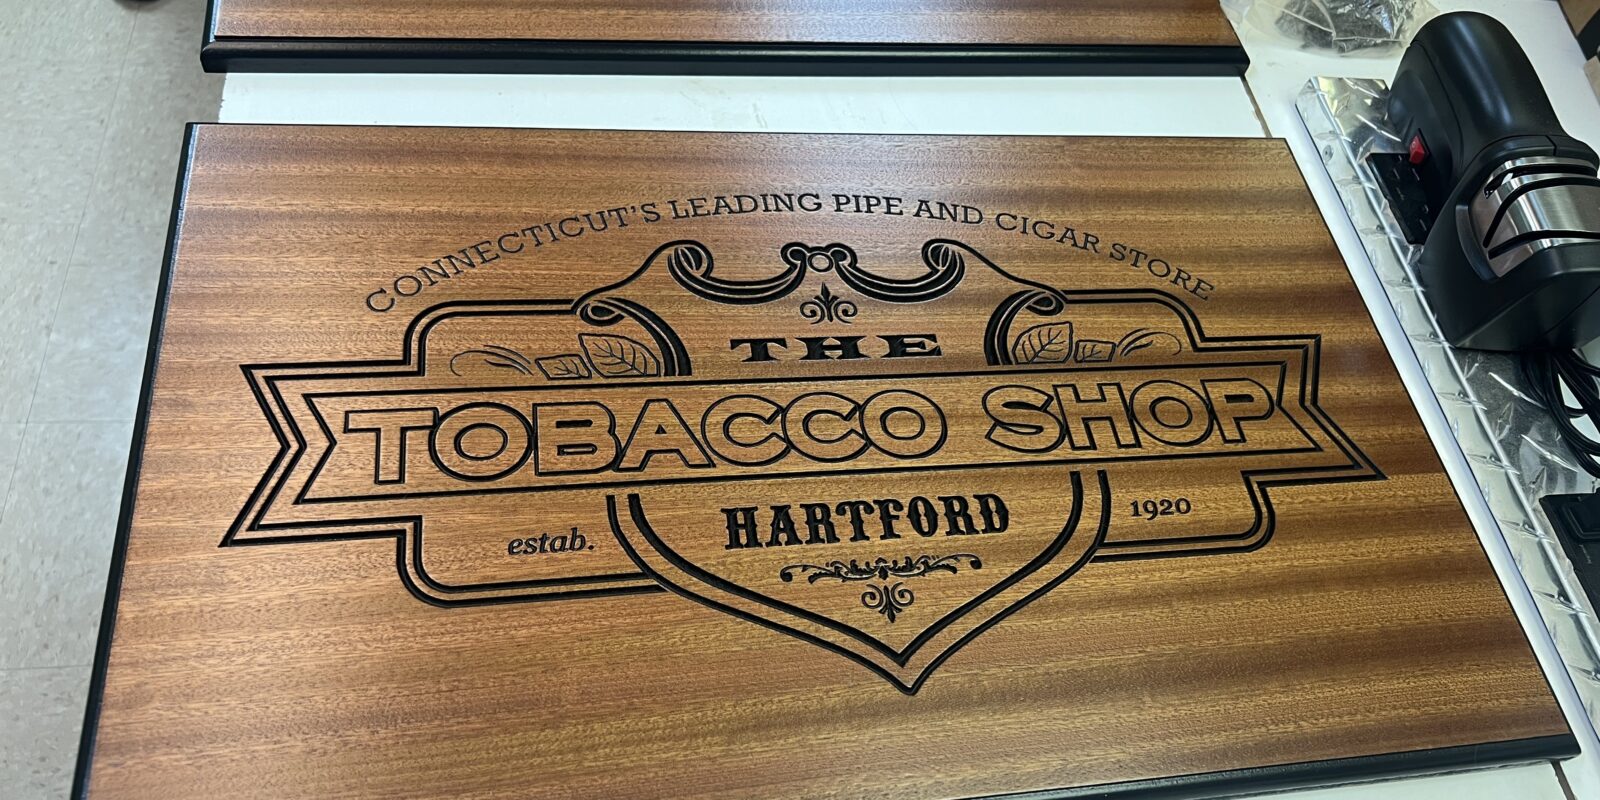 CONNECTICUT'S LEADING PIPE AND CIGAR STORE
THE
TOBACCO SHOP
HARTFORD
estab. 1920